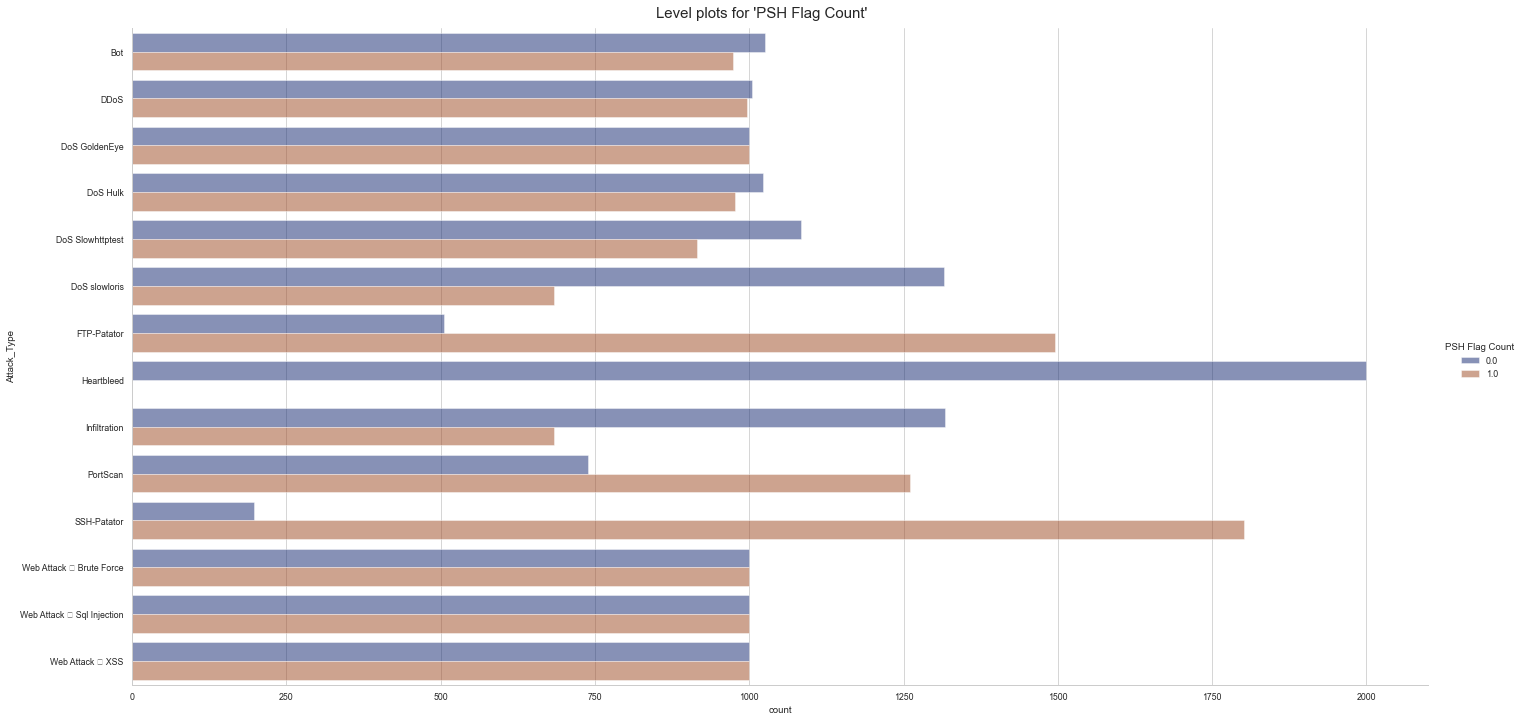 Level plots for 'PSH Flag Count'
Attack_Type
Bot
DDoS
DoS GoldenEye
DoS Hulk
DoS Slowhttptest
DoS slowloris
FTP-Patator
Heartbleed
Infiltration
PortScan
SSH-Patator
Web Attack □ Brute Force
Web Attack □ Sql Injection
Web Attack □ XSS
0 250 500 750 1000 1250 1500 1750 2000
count
PSH Flag Count
0.0
1.0